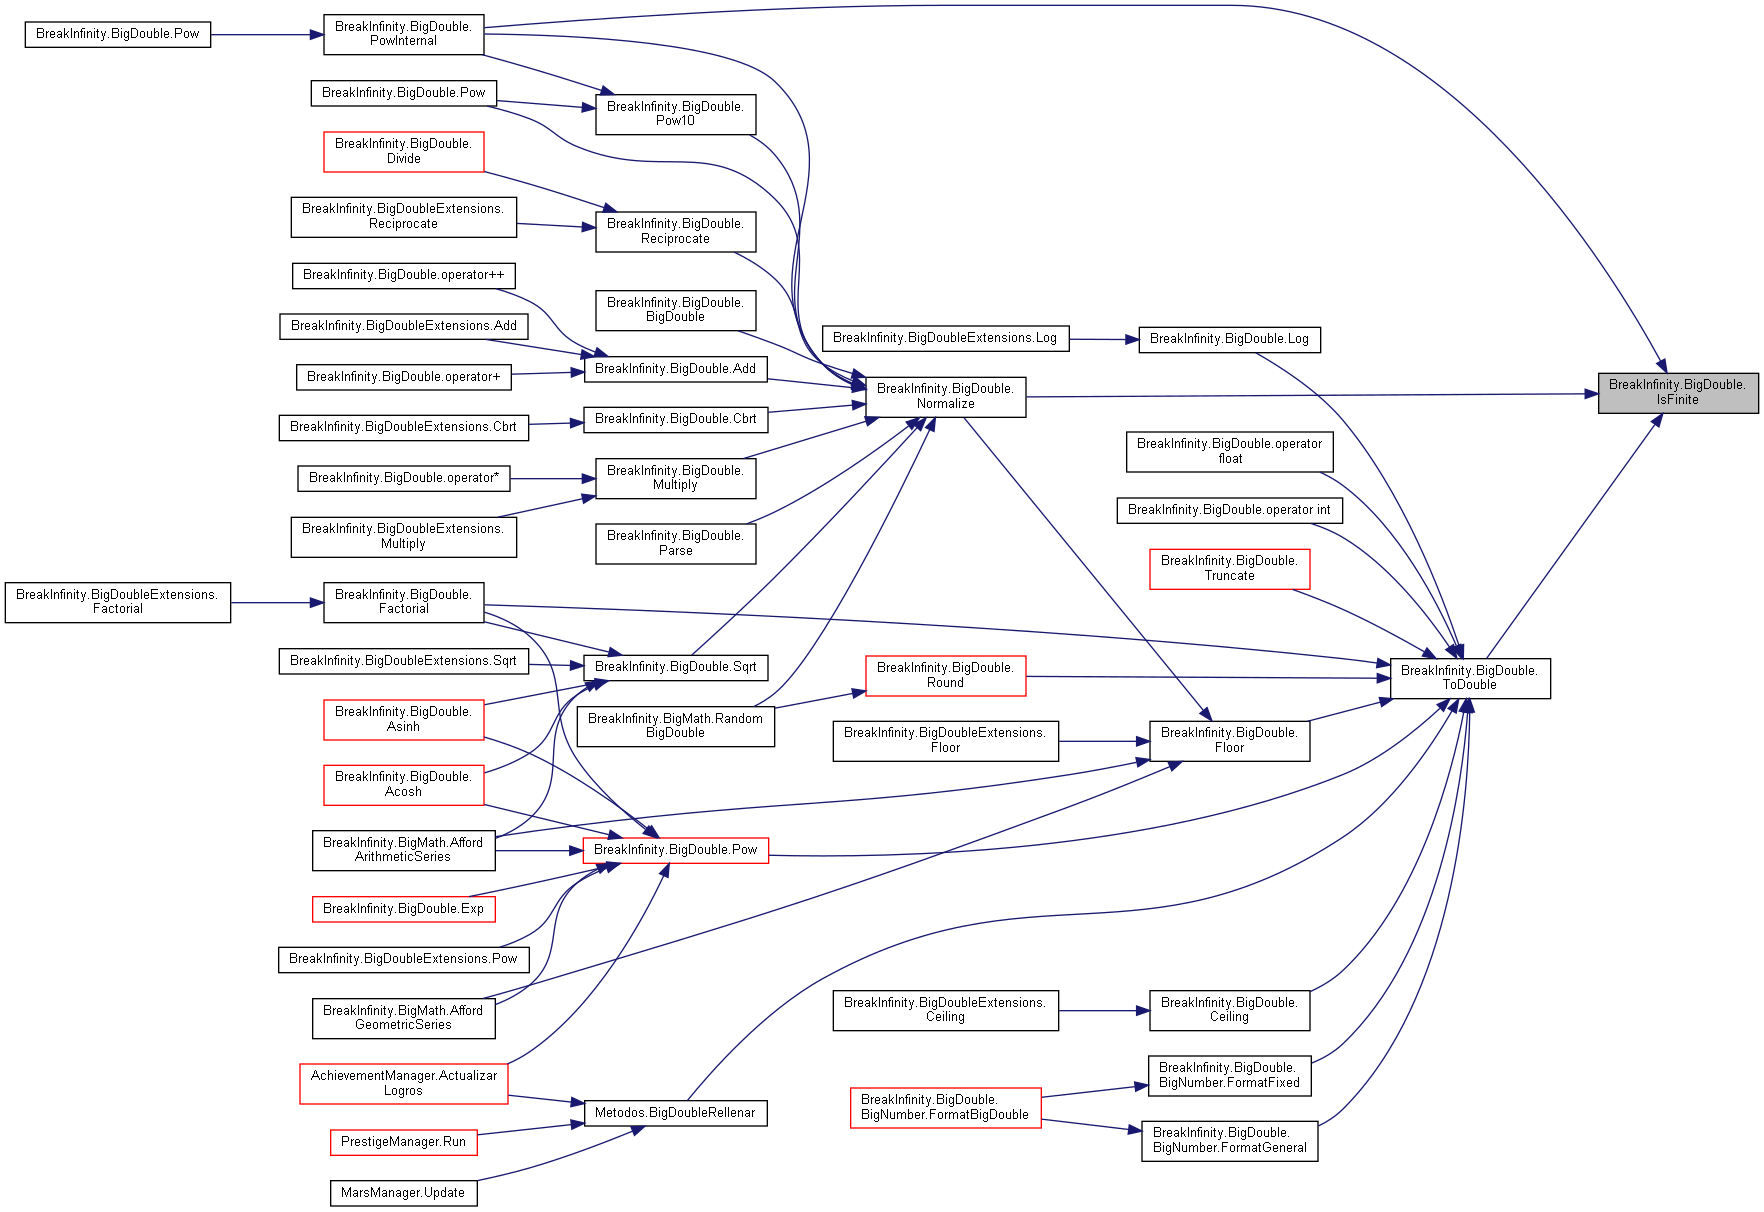 BreakInfinity.BigDouble.Pow
BreakInfinity.BigDouble.
PowInternal
BreakInfinity.BigDouble.Pow
BreakInfinity.BigDouble.
Pow10
BreakInfinity.BigDouble.
Divide
BreakInfinity.BigDoubleExtensions.
Reciprocate
BreakInfinity.BigDouble.
Reciprocate
BreakInfinity.BigDouble.operator++
BreakInfinity.BigDouble.
BigDouble
BreakInfinity.BigDoubleExtensions.Add
BreakInfinity.BigDouble.Add
BreakInfinity.BigDouble.operator+
BreakInfinity.BigDoubleExtensions.Log
BreakInfinity.BigDouble.Log
BreakInfinity.BigDouble.
Normalize
BreakInfinity.BigDouble.
IsFinite
BreakInfinity.BigDoubleExtensions.Cbrt
BreakInfinity.BigDouble.Cbrt
BreakInfinity.BigDouble.operator
float
BreakInfinity.BigDouble.operator*
BreakInfinity.BigDouble.
Multiply
BreakInfinity.BigDoubleExtensions.
Multiply
BreakInfinity.BigDouble.
Parse
BreakInfinity.BigDouble.operator int
BreakInfinity.BigDouble.
Truncate
BreakInfinity.BigDoubleExtensions.
Factorial
BreakInfinity.BigDouble.
Factorial
BreakInfinity.BigDoubleExtensions.Sqrt
BreakInfinity.BigDouble.Sqrt
BreakInfinity.BigDouble.
Round
BreakInfinity.BigDouble.
ToDouble
BreakInfinity.BigDouble.
Asinh
BreakInfinity.BigMath.Random
BigDouble
BreakInfinity.BigDoubleExtensions.
Floor
BreakInfinity.BigDouble.
Floor
BreakInfinity.BigDouble.
Acosh
BreakInfinity.BigMath.Afford
ArithmeticSeries
BreakInfinity.BigDouble.Pow
BreakInfinity.BigDouble.Exp
BreakInfinity.BigDoubleExtensions.Pow
BreakInfinity.BigMath.Afford
GeometricSeries
BreakInfinity.BigDoubleExtensions.
Ceiling
BreakInfinity.BigDouble.
Ceiling
AchievementManager.Actualizar
Logros
Metodos.BigDoubleRellenar
BreakInfinity.BigDouble.
BigNumber.FormatBigDouble
BreakInfinity.BigDouble.
BigNumber.FormatFixed
PrestigeManager.Run
BreakInfinity.BigDouble.
BigNumber.FormatGeneral
MarsManager.Update